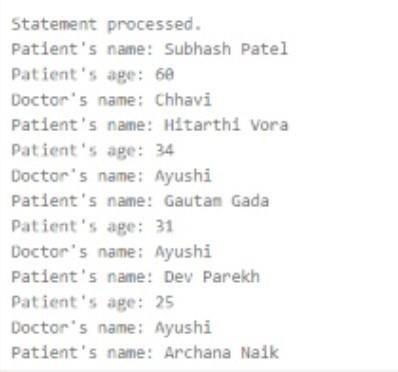 Statement processed.
Patient's name: Subhash Patel
Patient's age: 60
Doctor's name: Chhavi
Patient's name: Hitarthi Vora
Patient's age: 34
Doctor's name: Ayushi
Patient's name: Gautam Gada
Patient's age: 31
Doctor's name: Ayushi
Patient's name: Dev Parekh
Patient's age: 25
Doctor's name: Ayushi
Patient's name: Archana Naik